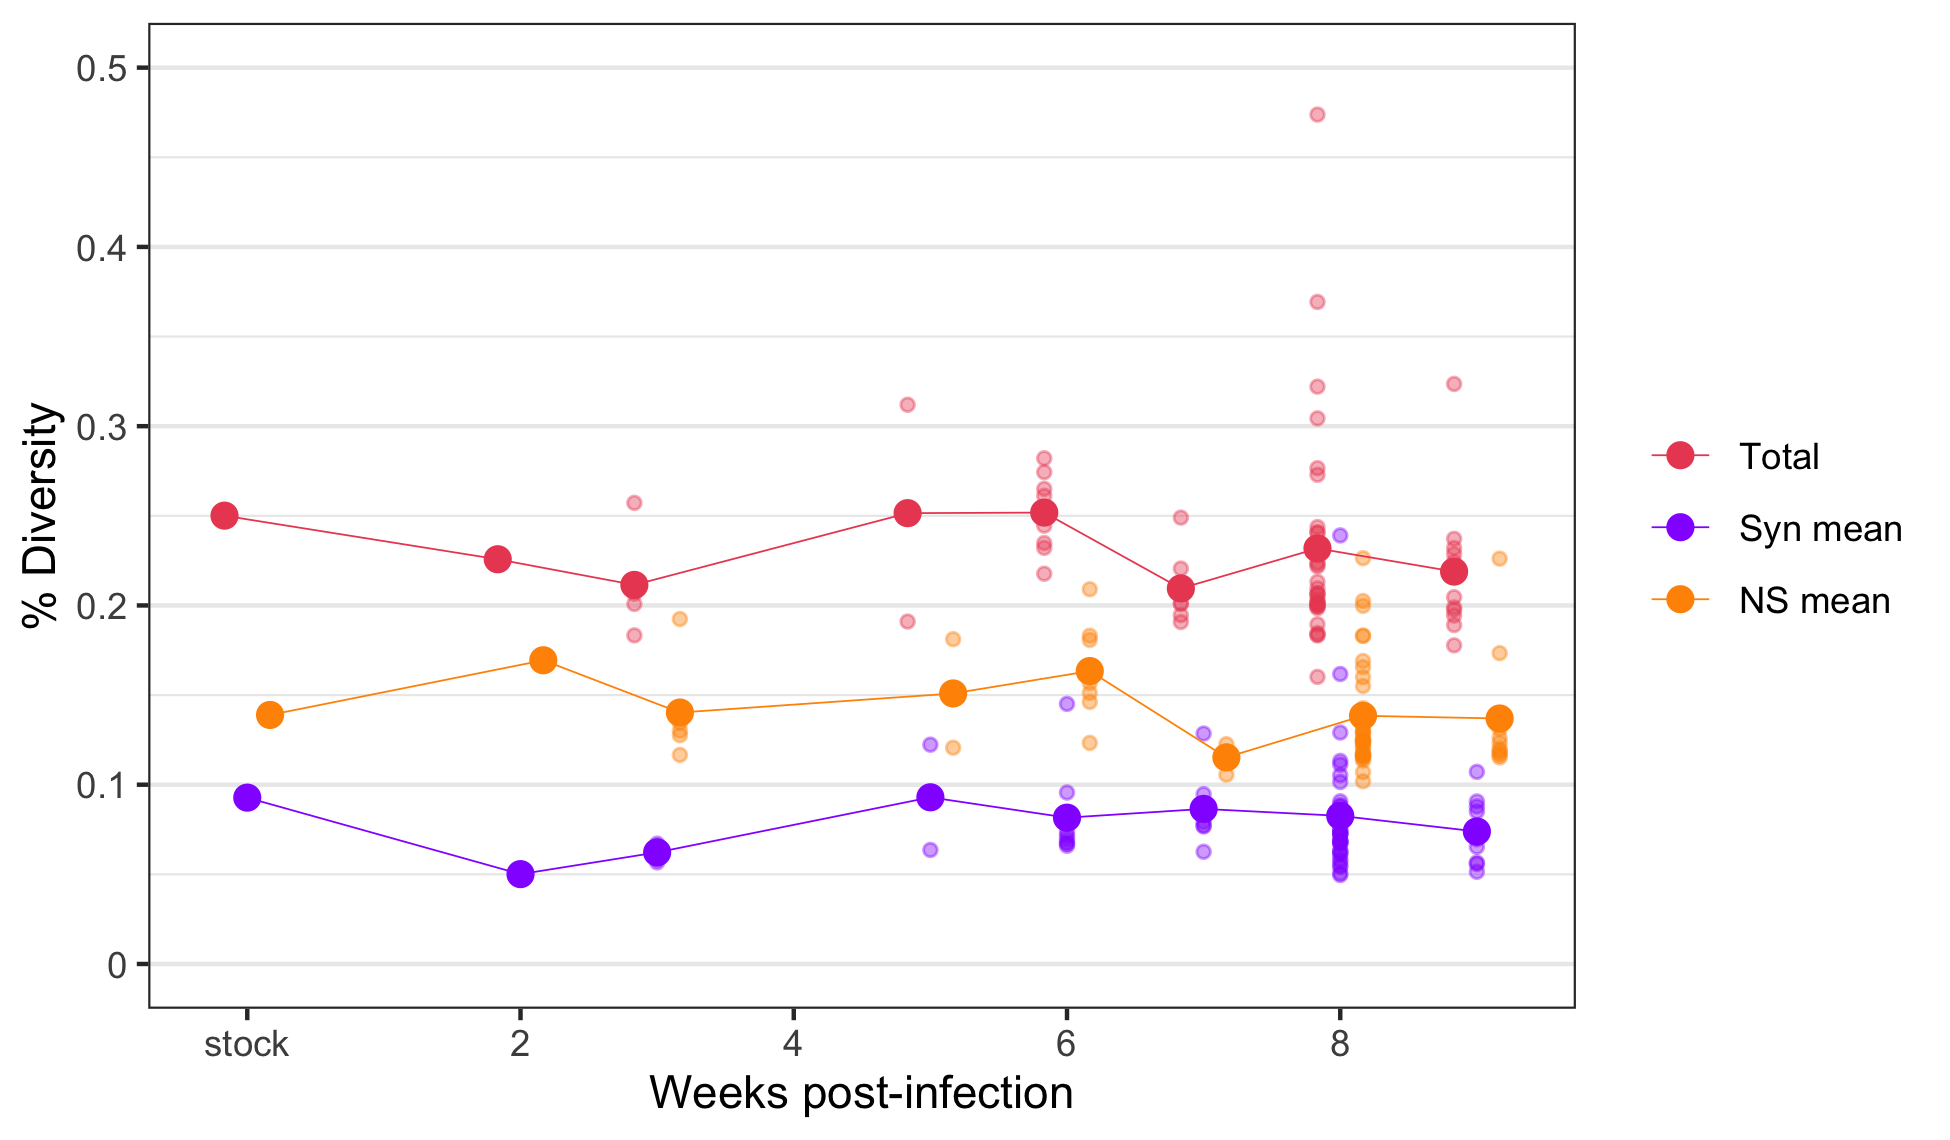 % Diversity
0.5
0.4
0.3
0.2
0.1
0
stock 2 4 6 8
Weeks post-infection
Total
Syn mean
NS mean